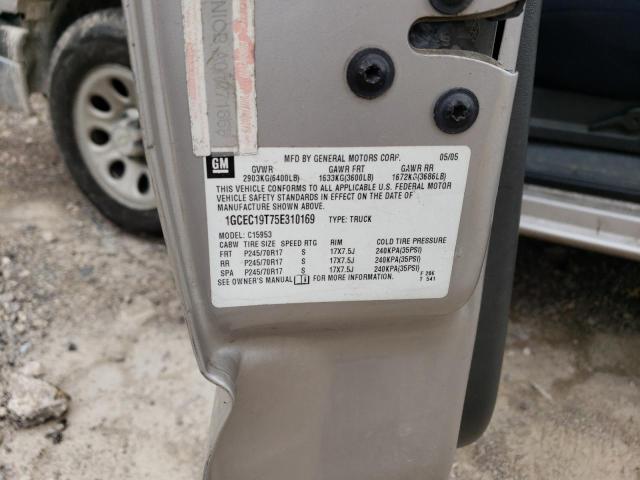 GM
MFD BY GENERAL MOTORS CORP. 05/05
GVWR GAWR FRT GAWR RR
2903KG(6400LB) 1633KG(3600LB) 1672KG(3686LB)
THIS VEHICLE CONFORMS TO ALL APPLICABLE U.S. FEDERAL MOTOR
VEHICLE SAFETY STANDARDS IN EFFECT ON THE DATE OF
MANUFACTURE SHOWN ABOVE.
1GCEC19T75E310169 TYPE: TRUCK
MODEL: C15953
CABW TIRE SIZE SPEED RTG RIM COLD TIRE PRESSURE
FRT P245/70R17 S 17X7.5J 240KPA(35PSI)
RR P245/70R17 S 17X7.5J 240KPA(35PSI)
SPA P245/70R17 S 17X7.5J 240KPA(35PSI)
SEE OWNER'S MANUAL FOR MORE INFORMATION.
F 286
T 541